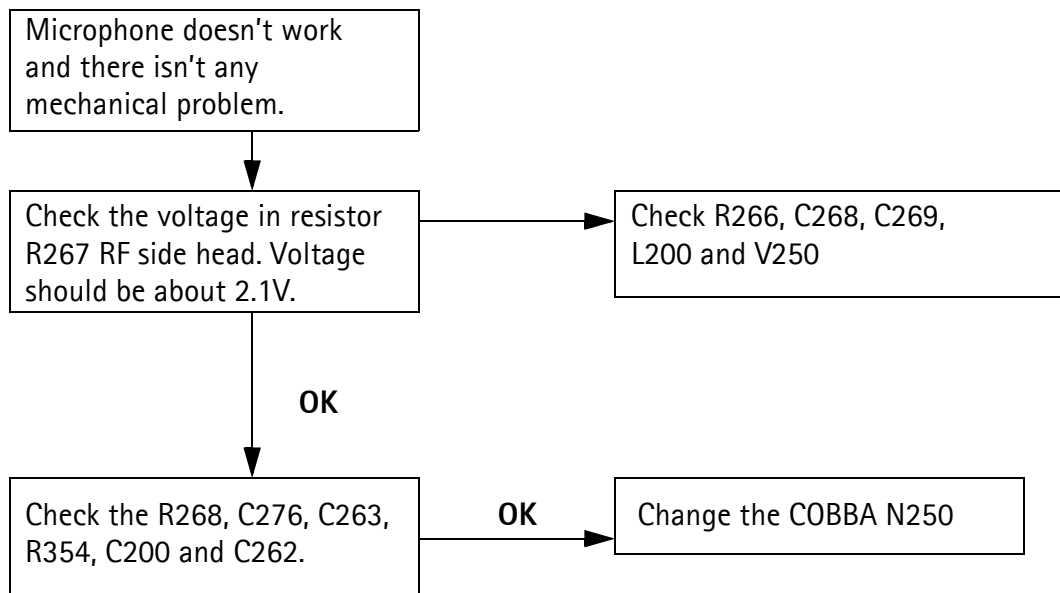 Microphone doesn't work
and there isn't any
mechanical problem.
Check the voltage in resistor
R267 RF side head. Voltage
should be about 2.1V.
Check R266, C268, C269,
L200 and V250
OK
Check the R268, C276, C263,
R354, C200 and C262.
OK
Change the COBBA N250